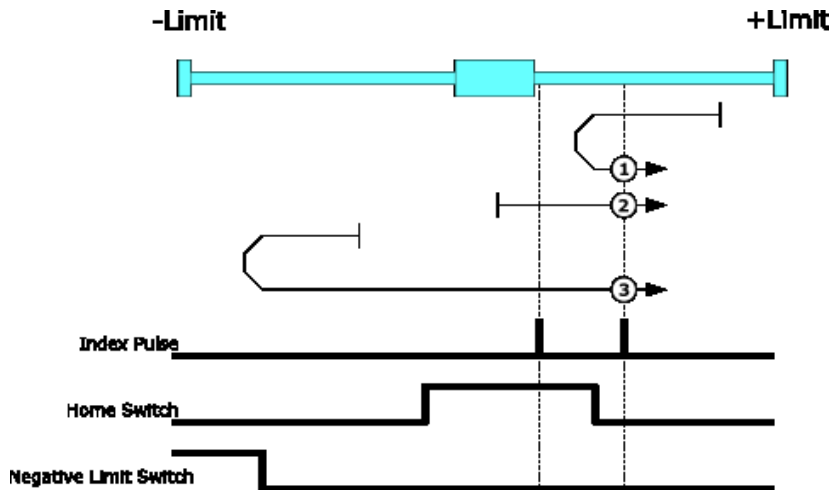 -Limit
+Limit
1
2
3
Index Pulse
Home Switch
Negative Limit Switch